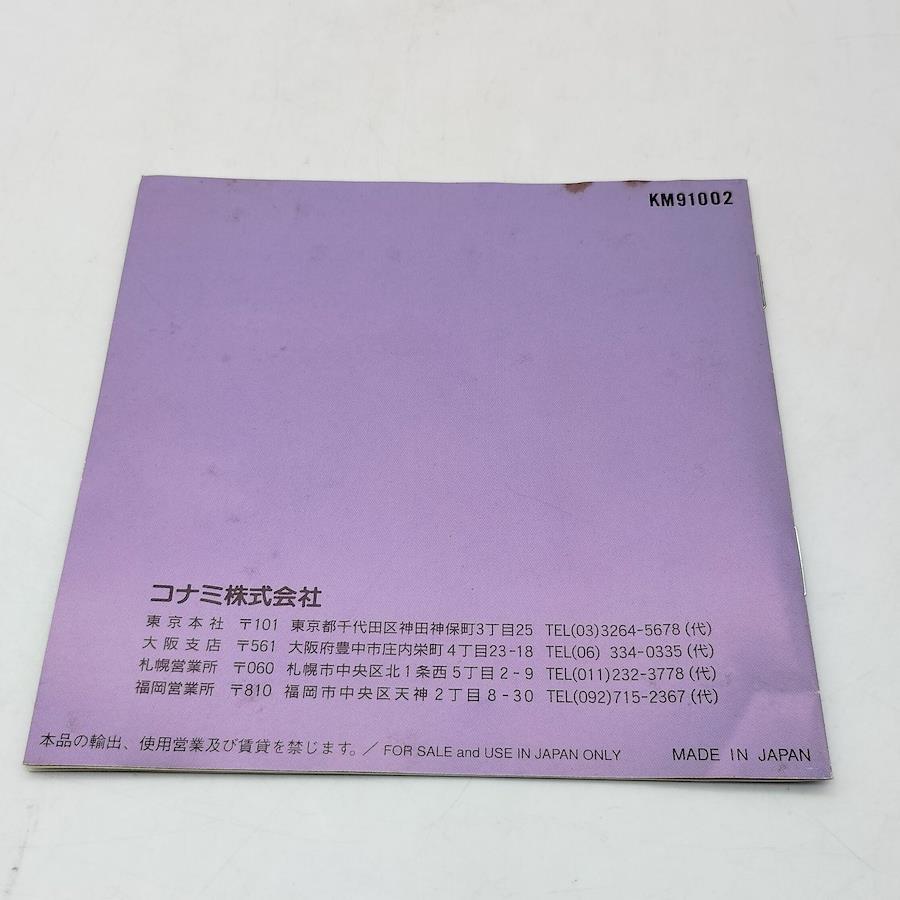 KM91002
コナミ株式会社
東京本社 〒101 東京都千代田区神田神保町3丁目25 TEL(03)3264-5678(代)
大阪支店 〒561 大阪府豊中市庄内栄町4丁目23-18 TEL(06) 334-0335(代)
札幌営業所 〒060 札幌市中央区北1条西5丁目2-9 TEL(011)232-3778(代)
福岡営業所 〒810 福岡市中央区天神2丁目8-30 TEL(092)715-2367(代)
本品の輸出、使用営業及び賃貸を禁じます。/ FOR SALE and USE IN JAPAN ONLY MADE IN JAPAN